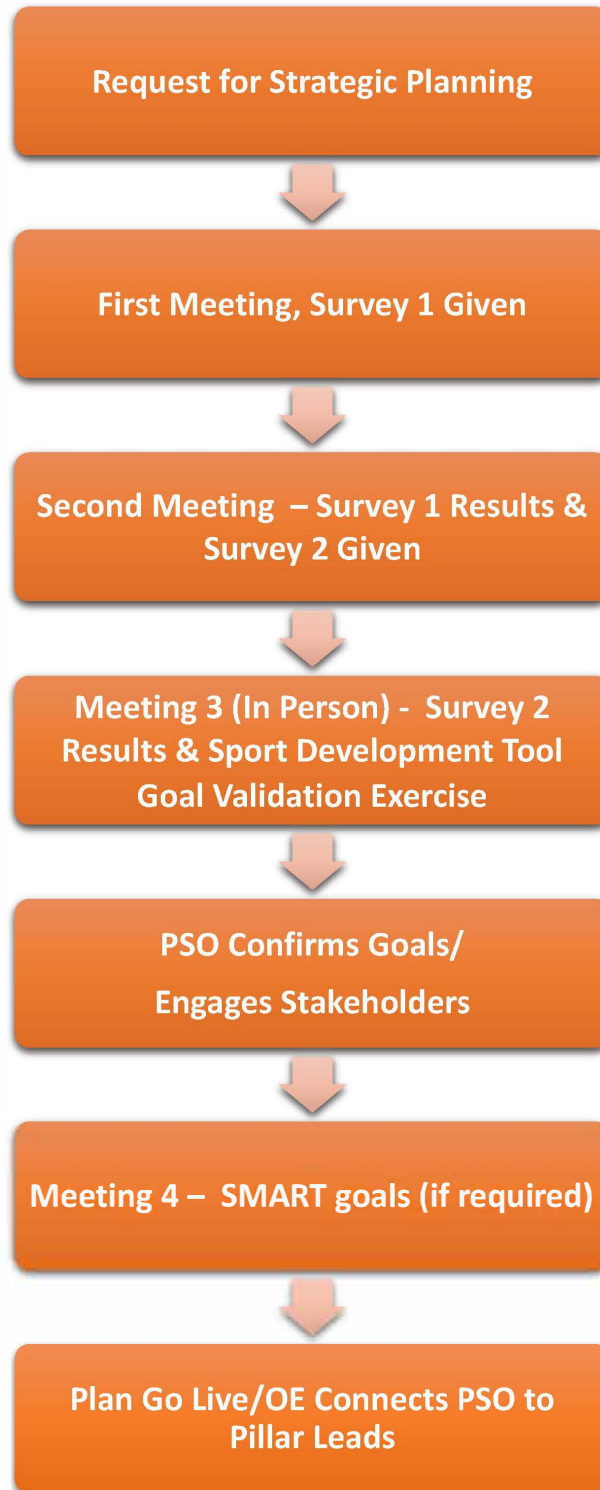 Request for Strategic Planning
First Meeting, Survey 1 Given
Second Meeting – Survey 1 Results &
Survey 2 Given
Meeting 3 (In Person) - Survey 2
Results & Sport Development Tool
Goal Validation Exercise
PSO Confirms Goals/
Engages Stakeholders
Meeting 4 – SMART goals (if required)
Plan Go Live/OE Connects PSO to
Pillar Leads